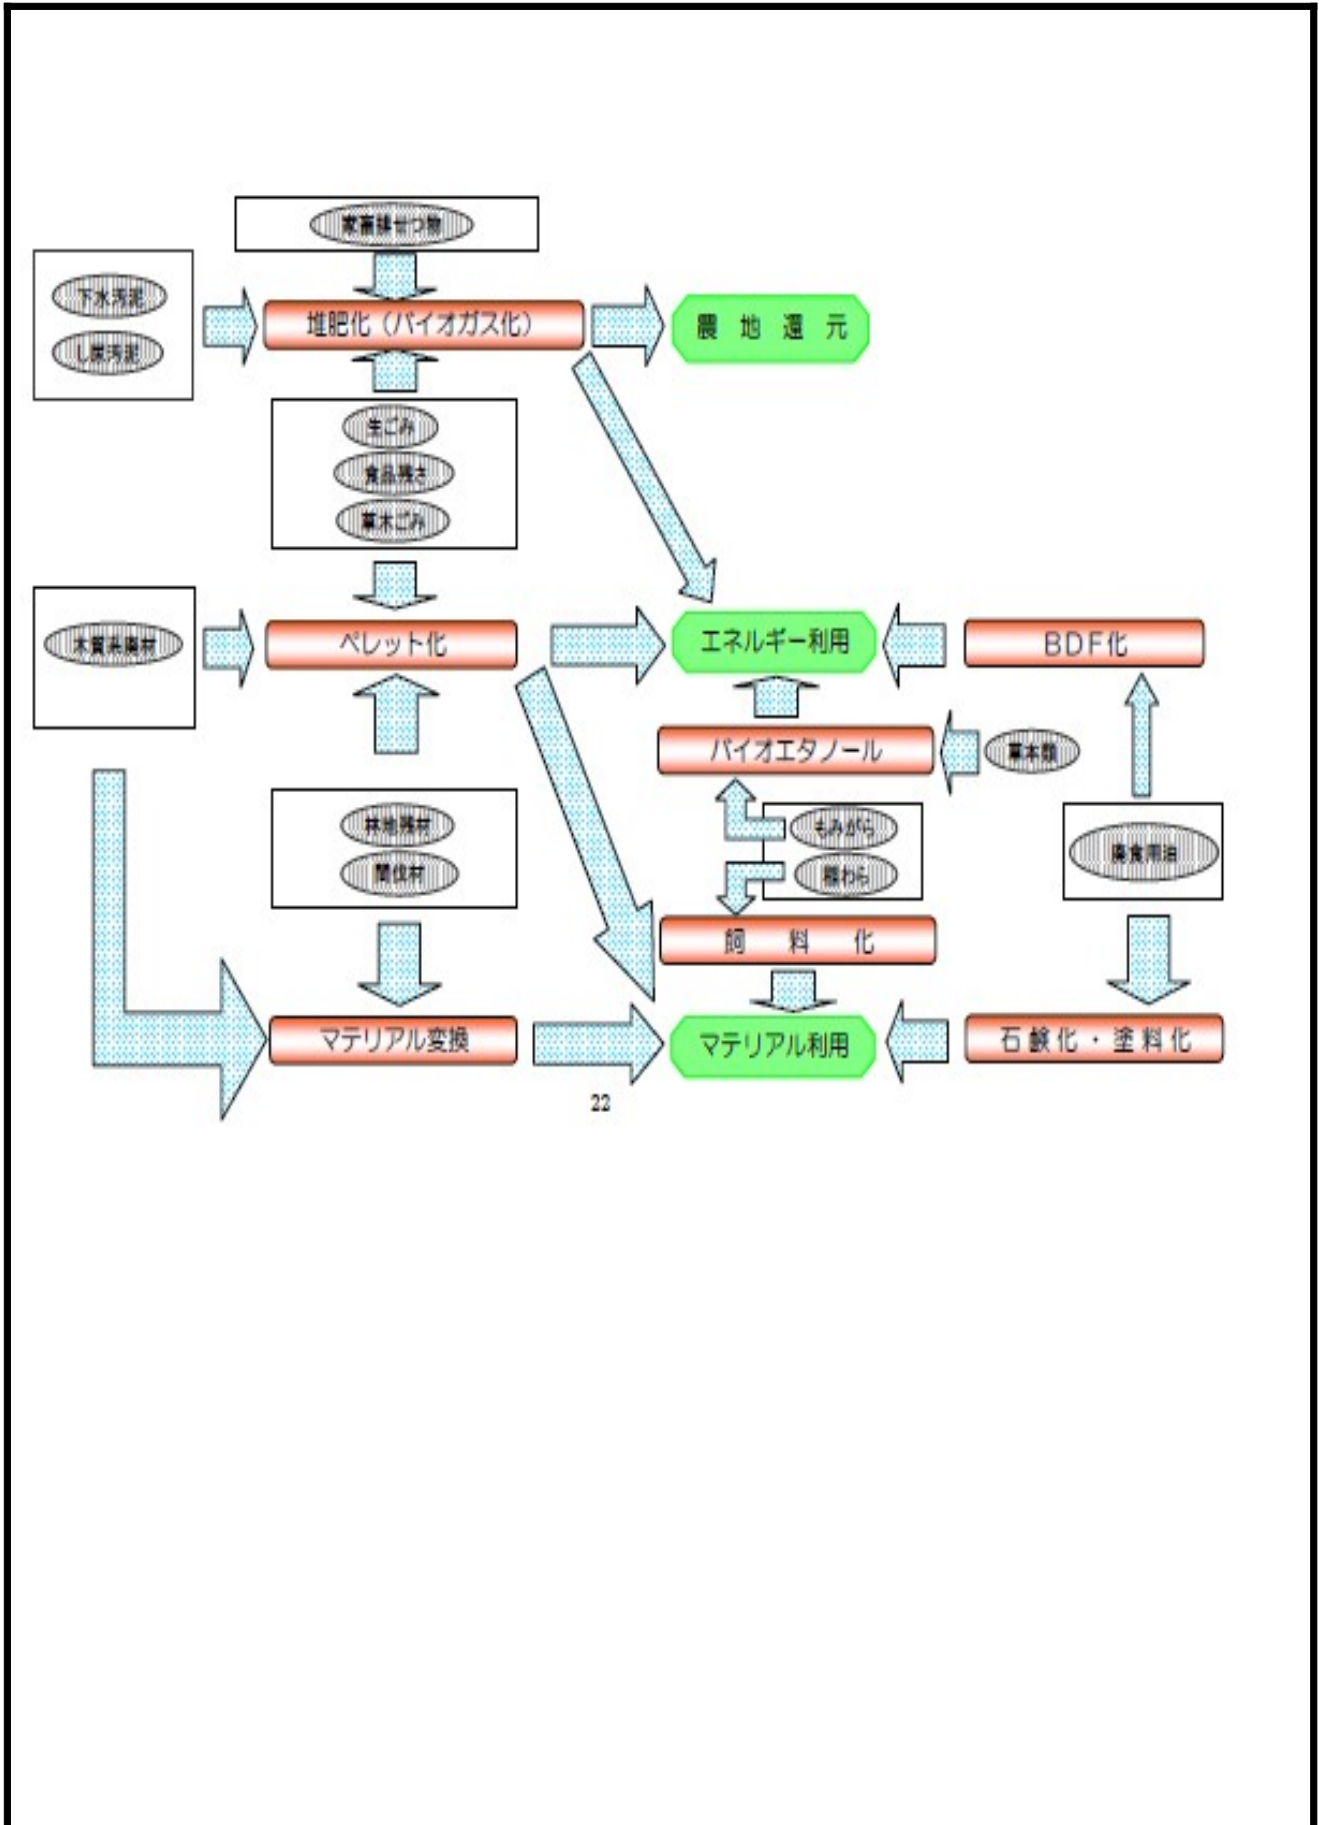 家畜排せつ物
下水汚泥
し尿汚泥
堆肥化（バイオガス化）
農地還元
生ごみ
食品残さ
草木ごみ
木質系廃材
ペレット化
エネルギー利用
BDF化
バイオエタノール
草本類
林地残材
間伐材
もみがら
稲わら
廃食用油
飼料化
マテリアル変換
マテリアル利用
石鹸化・塗料化
22